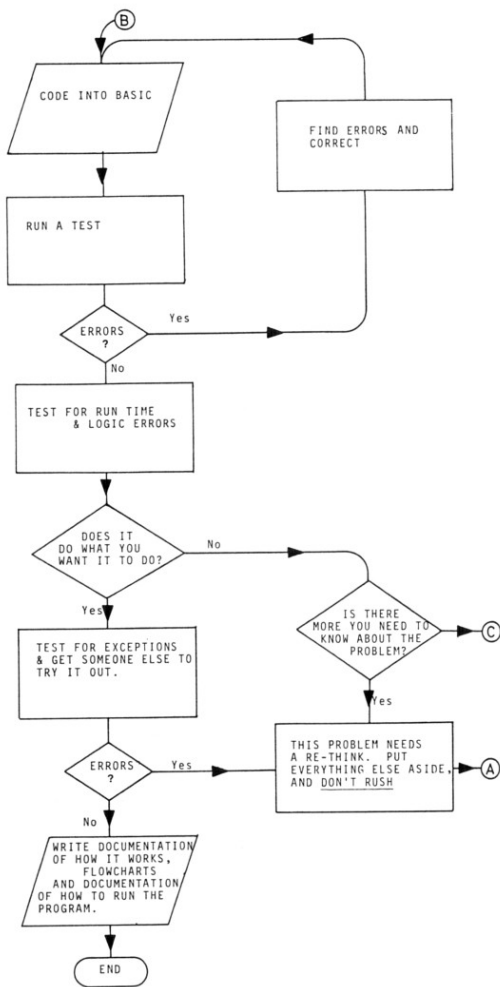 B
CODE INTO BASIC
FIND ERRORS AND
CORRECT
RUN A TEST
ERRORS
?
Yes
No
TEST FOR RUN TIME
& LOGIC ERRORS
DOES IT
DO WHAT YOU
WANT IT TO DO?
No
Yes
IS THERE
MORE YOU NEED TO
KNOW ABOUT THE
PROBLEM?
C
Yes
TEST FOR EXCEPTIONS
& GET SOMEONE ELSE TO
TRY IT OUT.
THIS PROBLEM NEEDS
A RE-THINK. PUT
EVERYTHING ELSE ASIDE,
AND DON'T RUSH
A
ERRORS
?
Yes
No
WRITE DOCUMENTATION
OF HOW IT WORKS,
FLOWCHARTS
AND DOCUMENTATION
OF HOW TO RUN THE
PROGRAM.
END